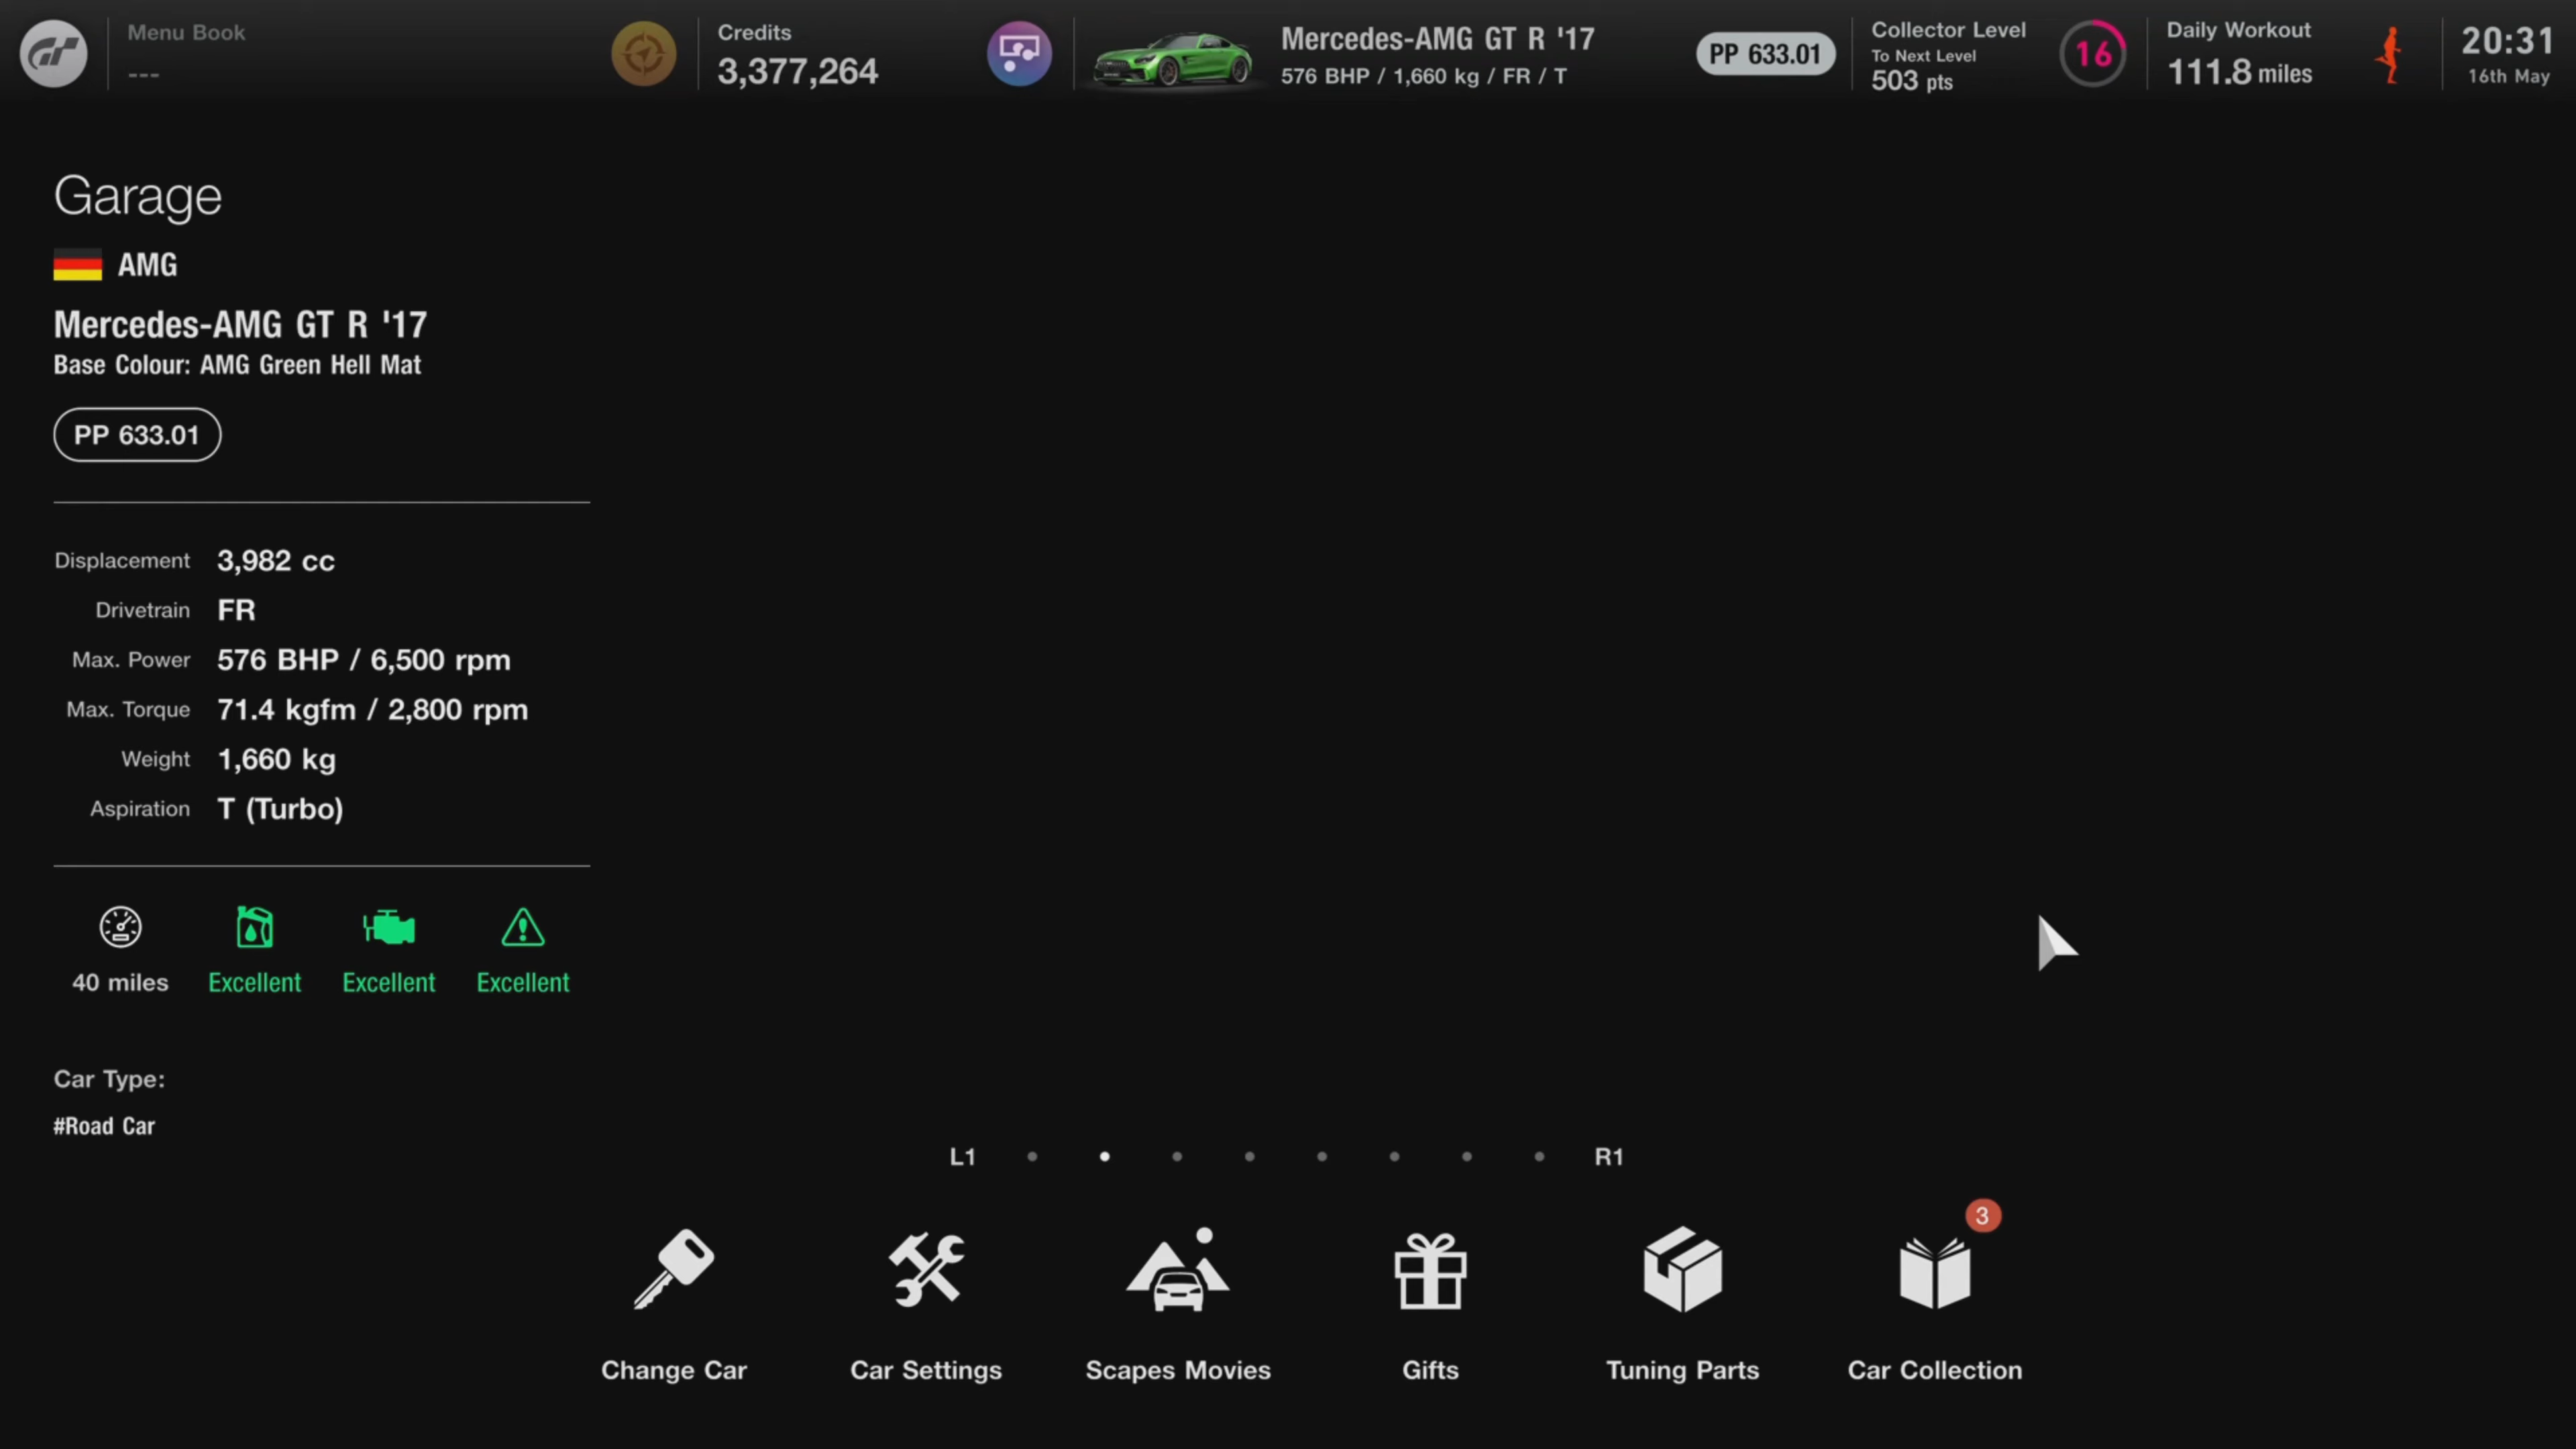 Menu Book
---
Credits
3,377,264
Mercedes-AMG GT R '17
576 BHP / 1,660 kg / FR / T
PP 633.01
Collector Level
To Next Level
503 pts
16
Daily Workout
111.8 miles
20:31
16th May
Garage
AMG
Mercedes-AMG GT R '17
Base Colour: AMG Green Hell Mat
PP 633.01
Displacement 3,982 cc
Drivetrain FR
Max. Power 576 BHP / 6,500 rpm
Max. Torque 71.4 kgfm / 2,800 rpm
Weight 1,660 kg
Aspiration T (Turbo)
40 miles Excellent Excellent Excellent
Car Type:
#Road Car
L1 R1
3
Change Car Car Settings Scapes Movies Gifts Tuning Parts Car Collection